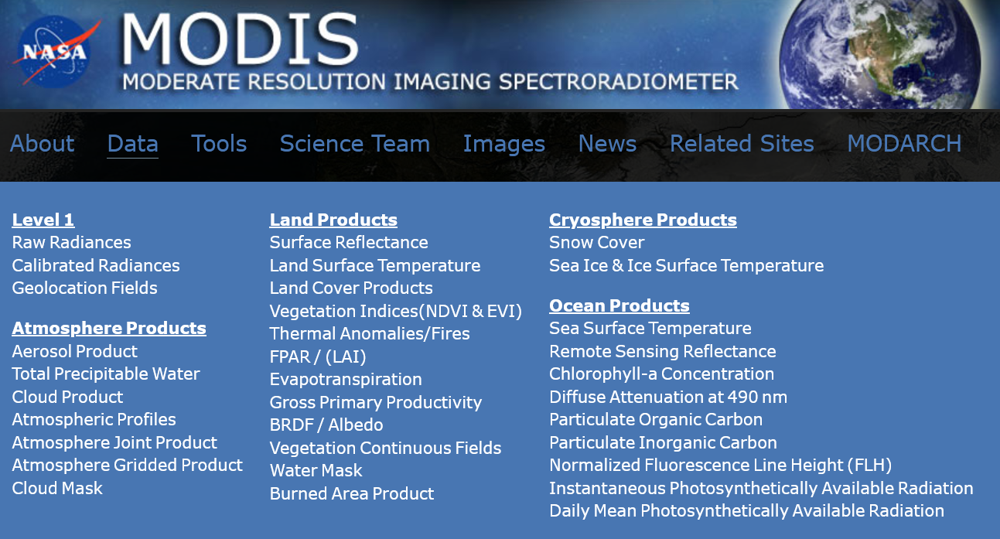 NASA
MODIS
MODERATE RESOLUTION IMAGING SPECTRORADIOMETER
About Data Tools Science Team Images News Related Sites MODARCH
Level 1
Raw Radiances
Calibrated Radiances
Geolocation Fields
Atmosphere Products
Aerosol Product
Total Precipitable Water
Cloud Product
Atmospheric Profiles
Atmosphere Joint Product
Atmosphere Gridded Product
Cloud Mask
Land Products
Surface Reflectance
Land Surface Temperature
Land Cover Products
Vegetation Indices(NDVI & EVI)
Thermal Anomalies/Fires
FPAR / (LAI)
Evapotranspiration
Gross Primary Productivity
BRDF / Albedo
Vegetation Continuous Fields
Water Mask
Burned Area Product
Cryosphere Products
Snow Cover
Sea Ice & Ice Surface Temperature
Ocean Products
Sea Surface Temperature
Remote Sensing Reflectance
Chlorophyll-a Concentration
Diffuse Attenuation at 490 nm
Particulate Organic Carbon
Particulate Inorganic Carbon
Normalized Fluorescence Line Height (FLH)
Instantaneous Photosynthetically Available Radiation
Daily Mean Photosynthetically Available Radiation